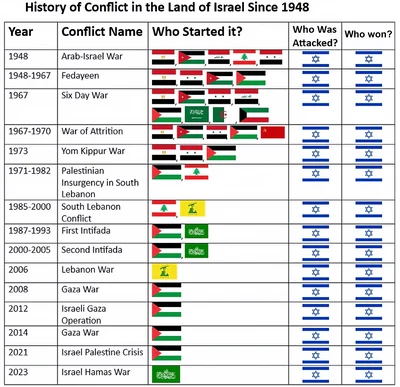 History of Conflict in the Land of Israel Since 1948
Year Conflict Name Who Started it? Who Was Attacked? Who won?
1948 Arab-Israel War
1948-1967 Fedayeen
1967 Six Day War
1967-1970 War of Attrition
1973 Yom Kippur War
1971-1982 Palestinian
Insurgency in South
Lebanon
1985-2000 South Lebanon
Conflict
1987-1993 First Intifada
2000-2005 Second Intifada
2006 Lebanon War
2008 Gaza War
2012 Israeli Gaza
Operation
2014 Gaza War
2021 Israel Palestine Crisis
2023 Israel Hamas War